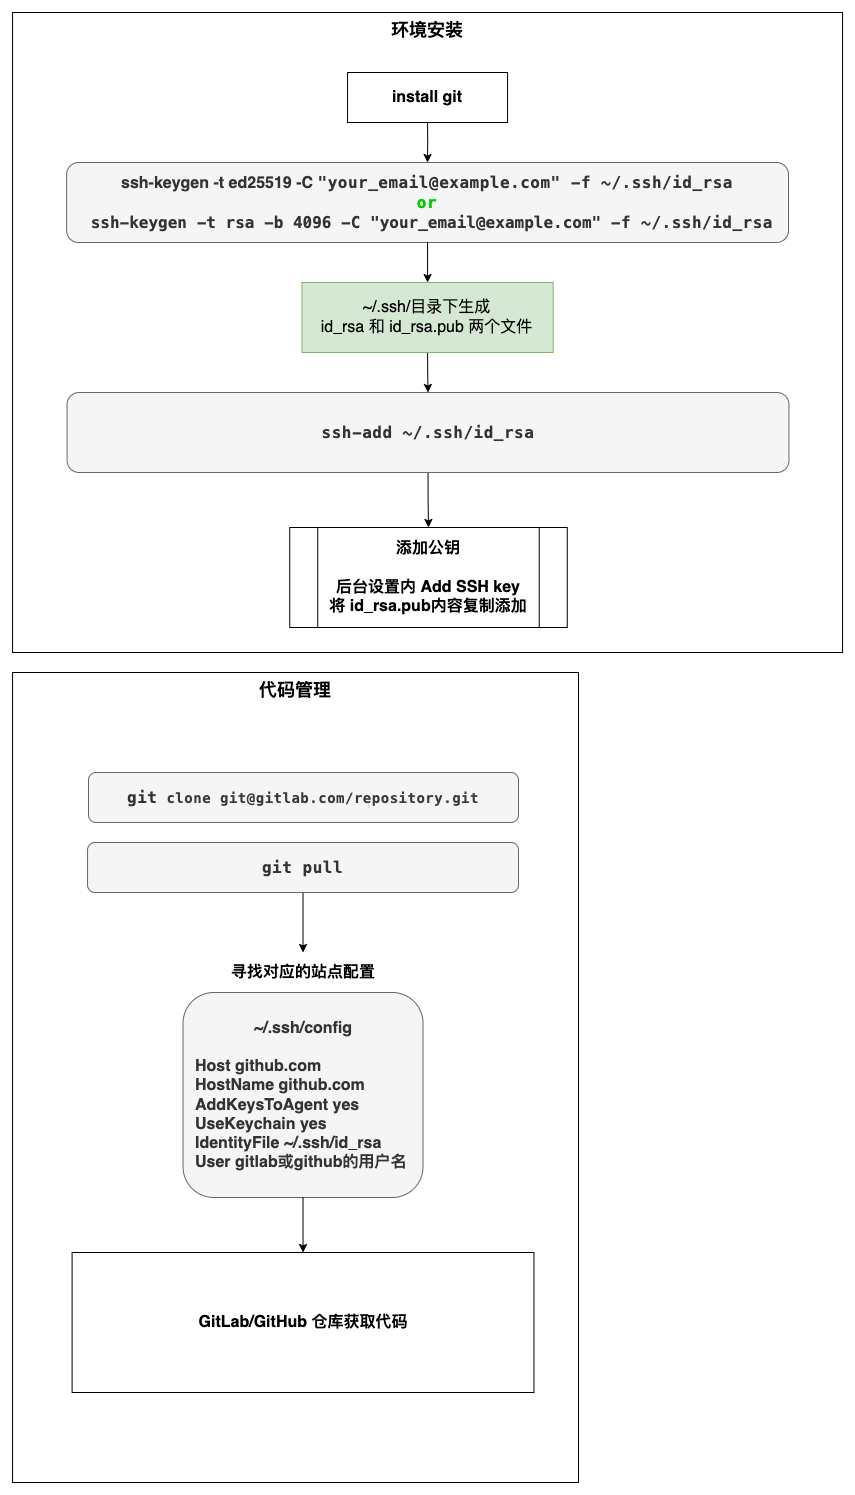 环境安装
install git
ssh-keygen -t ed25519 -C "your_email@example.com" -f ~/.ssh/id_rsa
or
ssh-keygen -t rsa -b 4096 -C "your_email@example.com" -f ~/.ssh/id_rsa
~/.ssh/目录下生成
id_rsa 和 id_rsa.pub 两个文件
ssh-add ~/.ssh/id_rsa
添加公钥
后台设置内 Add SSH key
将 id_rsa.pub内容复制添加
代码管理
git clone git@gitlab.com/repository.git
git pull
寻找对应的站点配置
~/.ssh/config
Host github.com
HostName github.com
AddKeysToAgent yes
UseKeychain yes
IdentityFile ~/.ssh/id_rsa
User gitlab或github的用户名
GitLab/GitHub 仓库获取代码